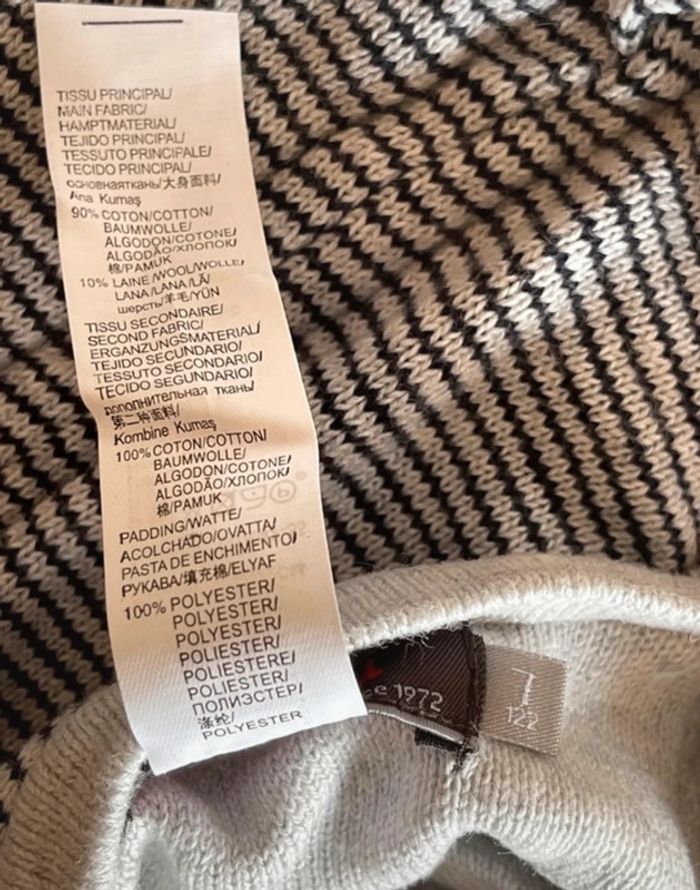 TISSU PRINCIPAL/
MAIN FABRIC/
HAMPTMATERIAL/
TEJIDO PRINCIPAL/
TESSUTO PRINCIPALE/
TECIDO PRINCIPAL/
основнаяткань/大身面料/
Ana Kumaş
90% COTON/COTTON/
BAUMWOLLE/
ALGODON/COTONE/
ALGODÃO/ХЛОПОК/
棉/PAMUK
10% LAINE/WOOL/WOLLE/
LANA/LANA/LÃ/
шерсть/羊毛/YÜN
TISSU SECONDAIRE/
SECOND FABRIC/
ERGANZUNGSMATERIAL/
TEJIDO SECUNDARIO/
TESSUTO SECONDARIO/
TECIDO SEGUNDARIO/
дополнительная ткань/
第二种面料/
Kombine Kumaş
100% COTON/COTTON/
BAUMWOLLE/
ALGODON/COTONE/
ALGODÃO/ХЛОПОК/
棉/PAMUK
PADDING/WATTE/
ACOLCHADO/OVATTA/
PASTA DE ENCHIMENTO/
РУКАВА/填充棉/ELYAF
100% POLYESTER/
POLYESTER/
POLYESTER/
POLIESTER/
POLIESTERE/
POLIESTER/
ПОЛИЭСТЕР/
涤纶/
POLYESTER
1972
7
122